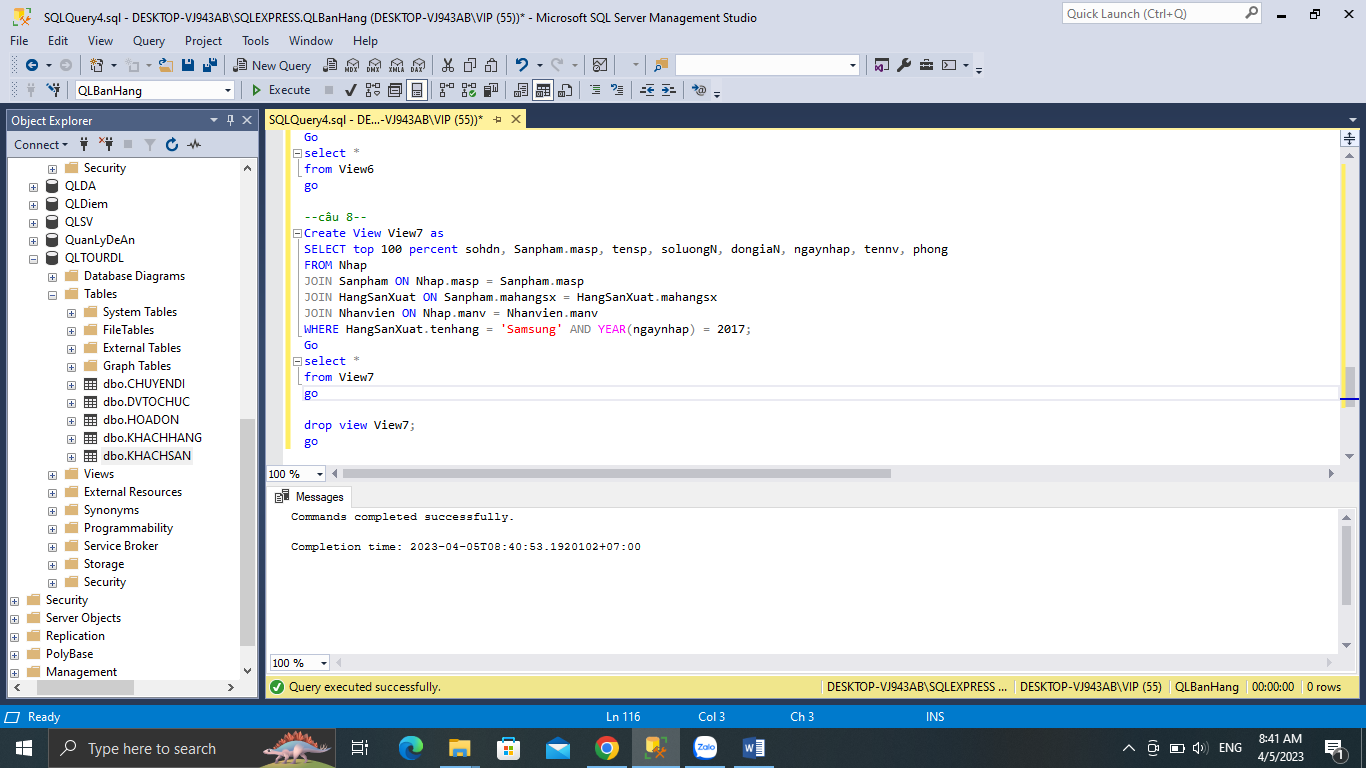 SQLQuery4.sql - DESKTOP-VJ943AB\SQLEXPRESS.QLBanHang (DESKTOP-VJ943AB\VIP (55))* - Microsoft SQL Server Management Studio
Quick Launch (Ctrl+Q)
File Edit View Query Project Tools Window Help
New Query MDX DMX XMLA DAX
QLBanHang Execute
Object Explorer
Connect
Security
QLDA
QLDiem
QLSV
QuanLyDeAn
QLTOURDL
Database Diagrams
Tables
System Tables
FileTables
External Tables
Graph Tables
dbo.CHUYENDI
dbo.DVTOCHUC
dbo.HOADON
dbo.KHACHHANG
dbo.KHACHSAN
Views
External Resources
Synonyms
Programmability
Service Broker
Storage
Security
Security
Server Objects
Replication
PolyBase
Management
SQLQuery4.sql - DE...-VJ943AB\VIP (55))*
Go
select *
from View6
go
--câu 8--
Create View View7 as
SELECT top 100 percent sohdn, Sanpham.masp, tensp, soluongN, dongiaN, ngaynhap, tennv, phong
FROM Nhap
JOIN Sanpham ON Nhap.masp = Sanpham.masp
JOIN HangSanXuat ON Sanpham.mahangsx = HangSanXuat.mahangsx
JOIN Nhanvien ON Nhap.manv = Nhanvien.manv
WHERE HangSanXuat.tenhang = 'Samsung' AND YEAR(ngaynhap) = 2017;
Go
select *
from View7
go
drop view View7;
go
100 %
Messages
Commands completed successfully.
Completion time: 2023-04-05T08:40:53.1920102+07:00
100 %
Query executed successfully. DESKTOP-VJ943AB\SQLEXPRESS ... DESKTOP-VJ943AB\VIP (55) QLBanHang 00:00:00 0 rows
Ready Ln 116 Col 3 Ch 3 INS
Type here to search
Zalo
ENG
8:41 AM
4/5/2023
1